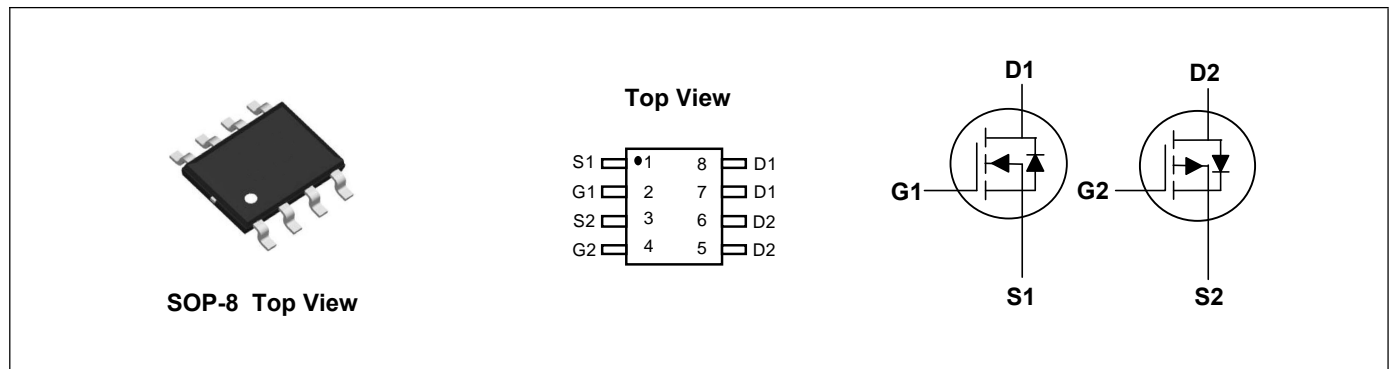 SOP-8 Top View
Top View
S1 1 8 D1
G1 2 7 D1
S2 3 6 D2
G2 4 5 D2
D1 D2
G1 G2
S1 S2